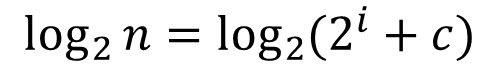 log₂ n = log₂(2ⁱ + c)